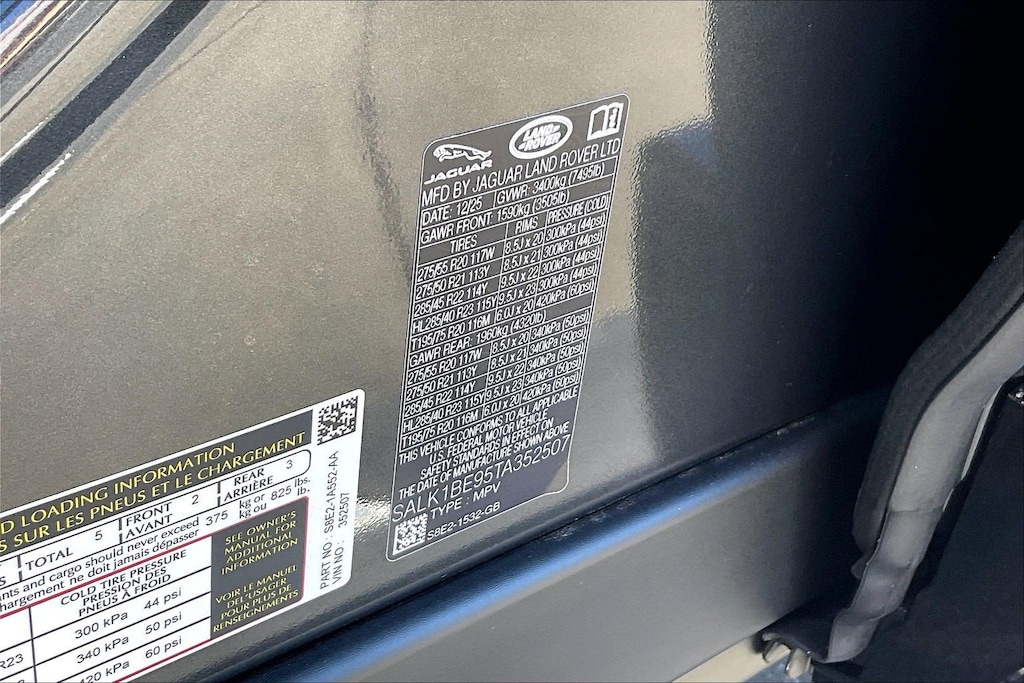 JAGUAR
LAND ROVER
MFD BY JAGUAR LAND ROVER LTD
DATE: 12/25 GVWR: 3400kg (7495lb)
GAWR FRONT: 1590kg (3505lb)
TIRES RIMS PRESSURE (COLD)
275/55 R20 117W 8.5J x 20 300kPa (44psi)
275/50 R21 113Y 8.5J x 21 300kPa (44psi)
285/45 R22 114Y 9.5J x 22 300kPa (44psi)
HL285/40 R23 115Y 9.5J x 23 300kPa (44psi)
T195/75 R20 116M 6.0J x 20 420kPa (60psi)
GAWR REAR: 1960kg (4320lb)
275/55 R20 117W 8.5J x 20 340kPa (50psi)
275/50 R21 113Y 8.5J x 21 340kPa (50psi)
285/45 R22 114Y 9.5J x 22 340kPa (50psi)
HL285/40 R23 115Y 9.5J x 23 340kPa (50psi)
T195/75 R20 116M 6.0J x 20 420kPa (60psi)
THIS VEHICLE CONFORMS TO ALL APPLICABLE
U.S. FEDERAL MOTOR VEHICLE
SAFETY STANDARDS IN EFFECT ON
THE DATE OF MANUFACTURE SHOWN ABOVE
SALK1BE95TA352507
TYPE: MPV
S8E2-1532-GB
LOADING INFORMATION
SUR LES PNEUS ET LE CHARGEMENT
TOTAL 5 FRONT 2 REAR 3
AVANT ARRIÈRE
and cargo should never exceed 375 kg or 825 lbs.
ne doit jamais dépasser kg ou lb.
COLD TIRE PRESSURE
PRESSION DES
PNEUS À FROID
300 kPa 44 psi
R23 340 kPa 50 psi
420 kPa 60 psi
SEE OWNER'S
MANUAL FOR
ADDITIONAL
INFORMATION
VOIR LE MANUEL
DE L'USAGER
POUR PLUS DE
RENSEIGNEMENTS
PART NO: S8E2-1A552-AA
VIN NO: 352507